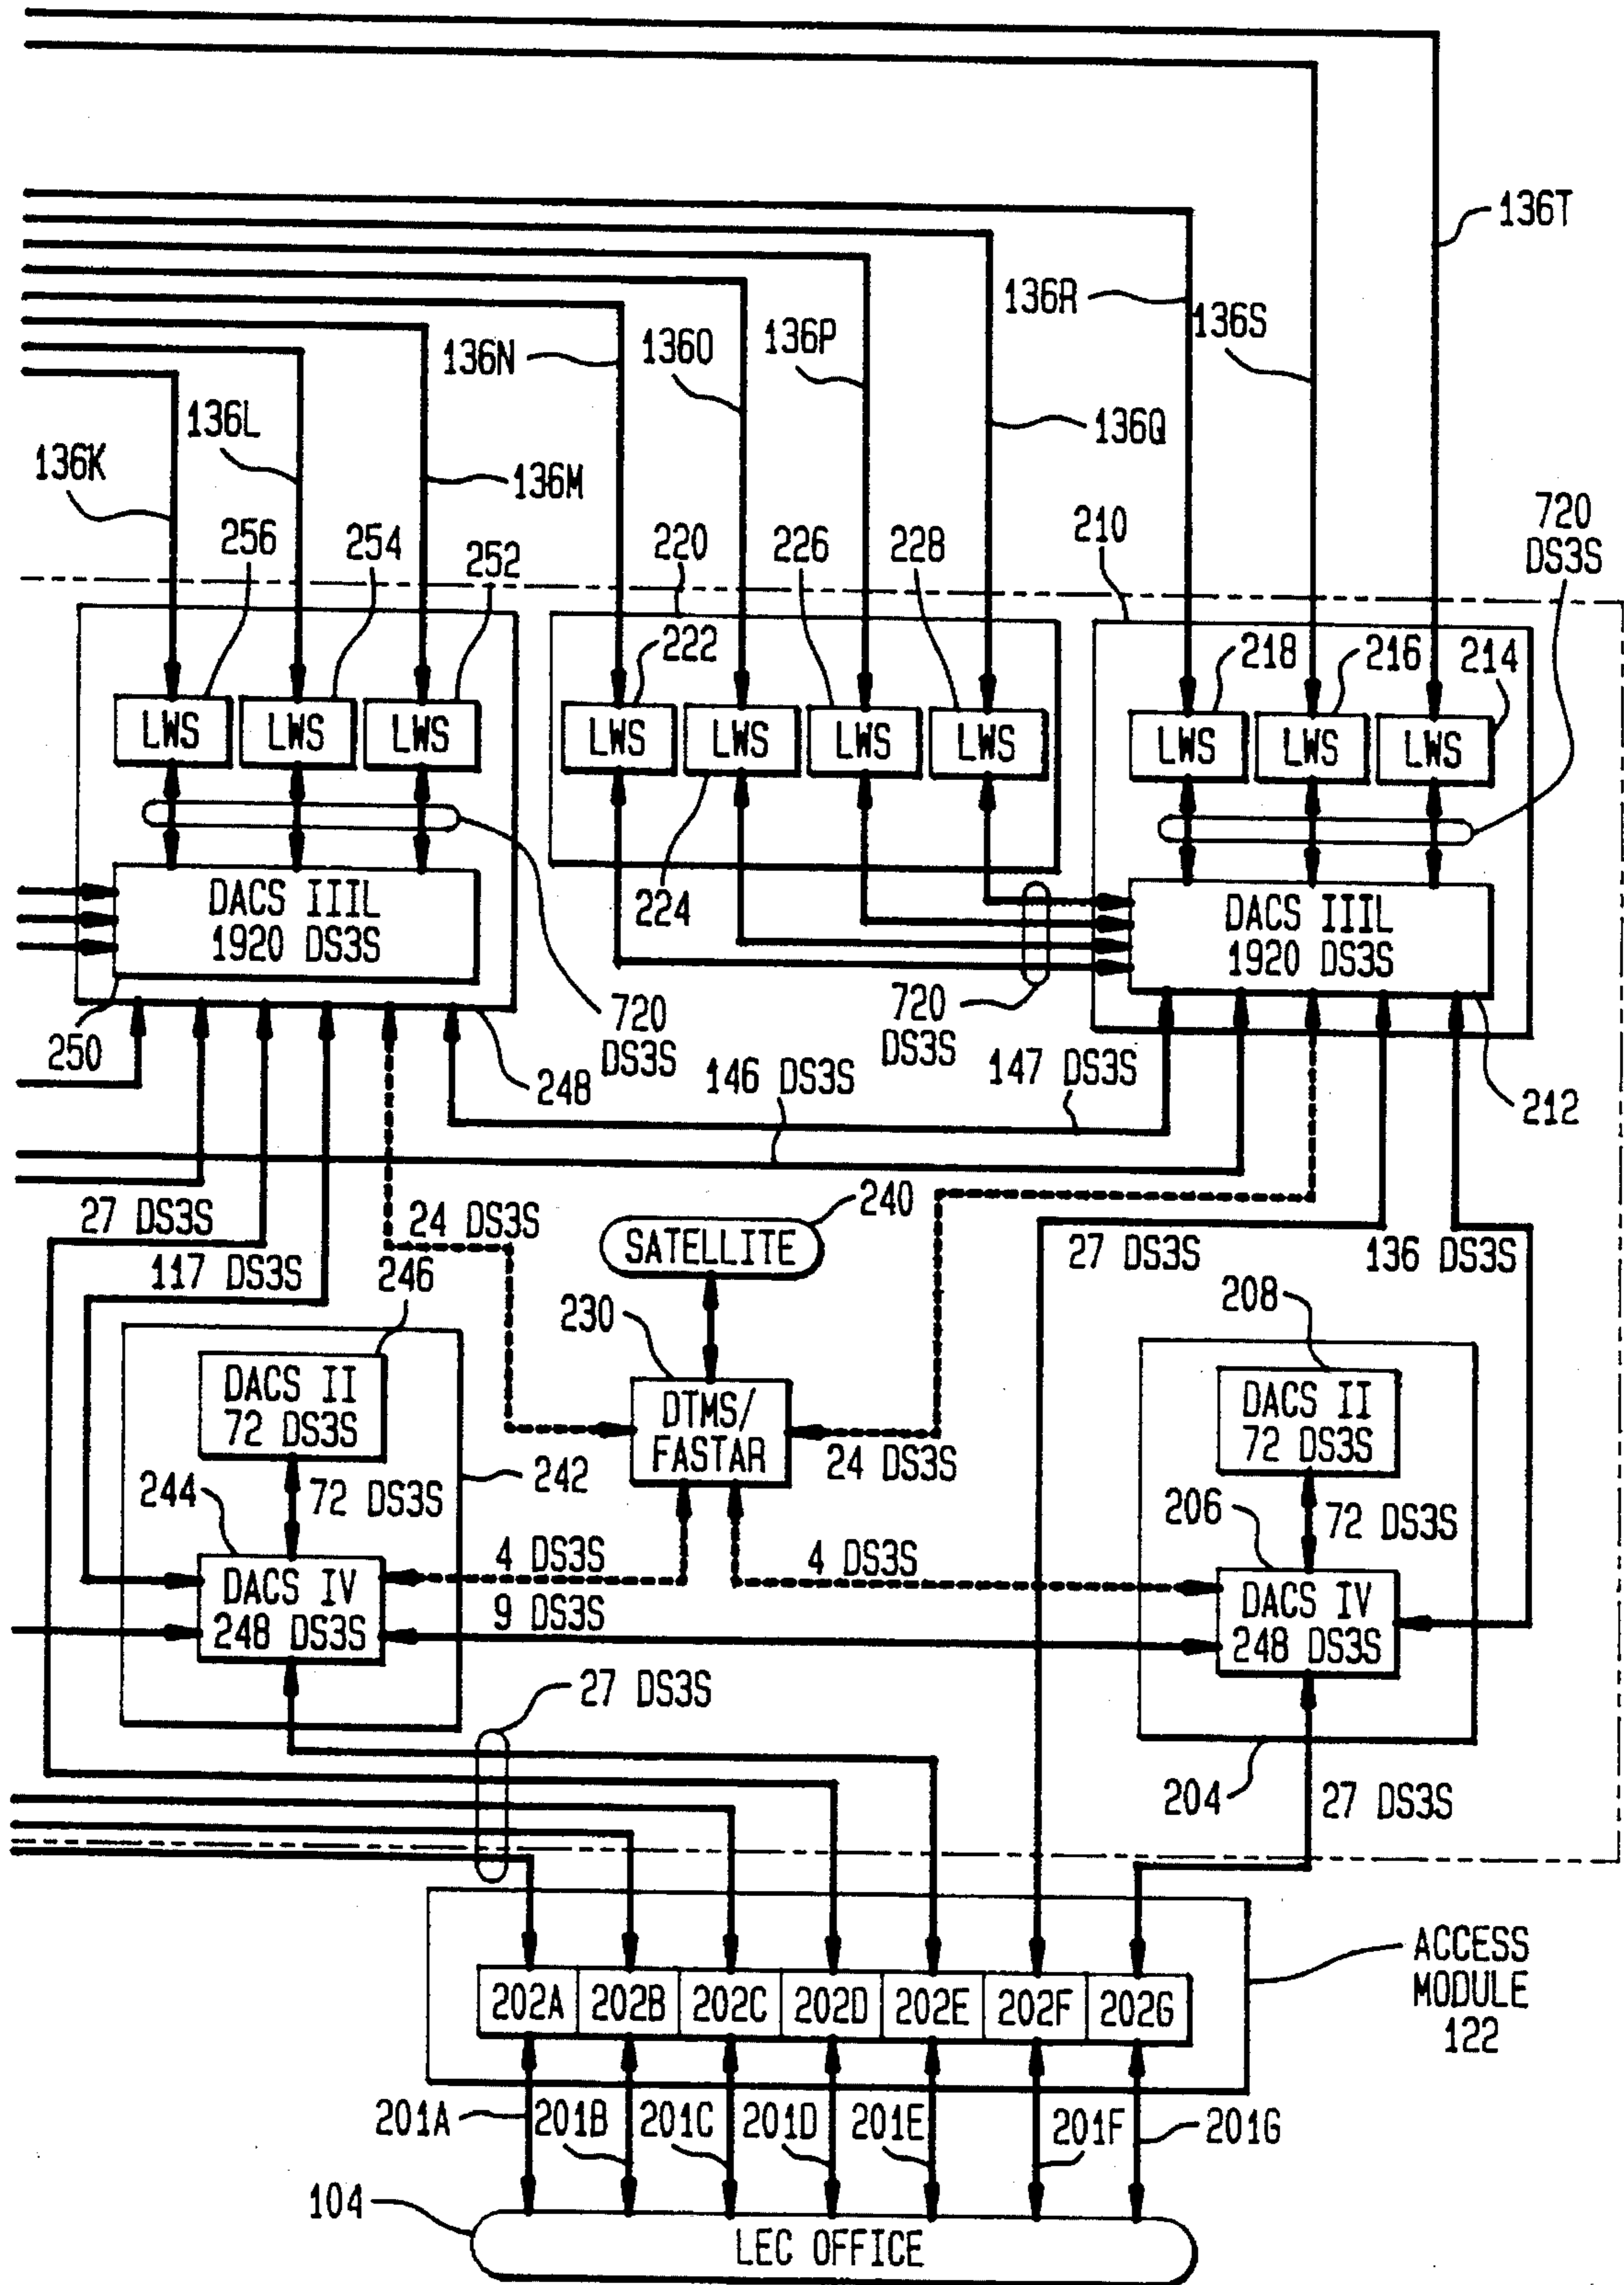 136T
136R
136S
136N
136O
136P
136Q
136L
136K
136M
720
DS3S
256
254
252
220
226
228
210
222
218
216
214
LWS
LWS
LWS
LWS
LWS
LWS
LWS
LWS
LWS
LWS
224
DACS IIIL
1920 DS3S
DACS IIIL
1920 DS3S
250
720
DS3S
248
720
DS3S
146 DS3S
147 DS3S
212
27 DS3S
24 DS3S
240
SATELLITE
117 DS3S
246
27 DS3S
136 DS3S
230
208
DACS II
72 DS3S
DTMS/
FASTAR
DACS II
72 DS3S
24 DS3S
242
244
72 DS3S
206
72 DS3S
4 DS3S
4 DS3S
DACS IV
248 DS3S
9 DS3S
DACS IV
248 DS3S
27 DS3S
204
27 DS3S
ACCESS
MODULE
122
202A
202B
202C
202D
202E
202F
202G
201A
201B
201C
201D
201E
201F
201G
104
LEC OFFICE